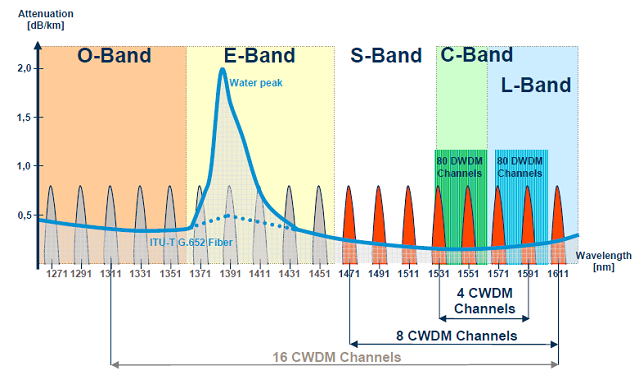 Attenuation
[dB/km]
O-Band
E-Band
S-Band
C-Band
L-Band
2,0
1,5
1,0
0,5
Water peak
80 DWDM
Channels
80 DWDM
Channels
ITU-T G.652 Fiber
Wavelength
[nm]
1271 1291 1311 1331 1351 1371 1391 1411 1431 1451 1471 1491 1511 1531 1551 1571 1591 1611
4 CWDM
Channels
8 CWDM Channels
16 CWDM Channels